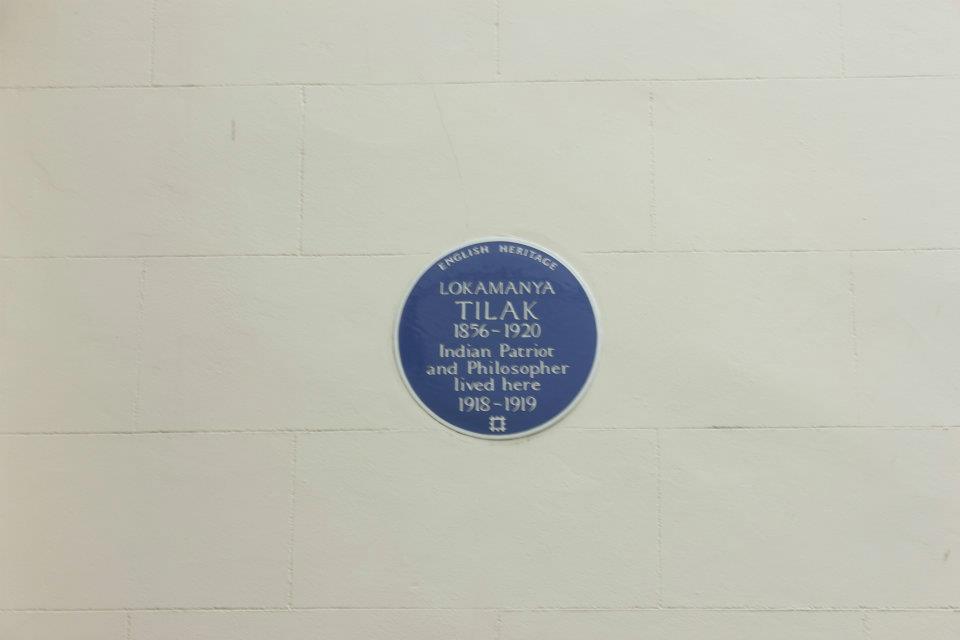 ENGLISH HERITAGE
LOKAMANYA
TILAK
1856-1920
Indian Patriot
and Philosopher
lived here
1918-1919